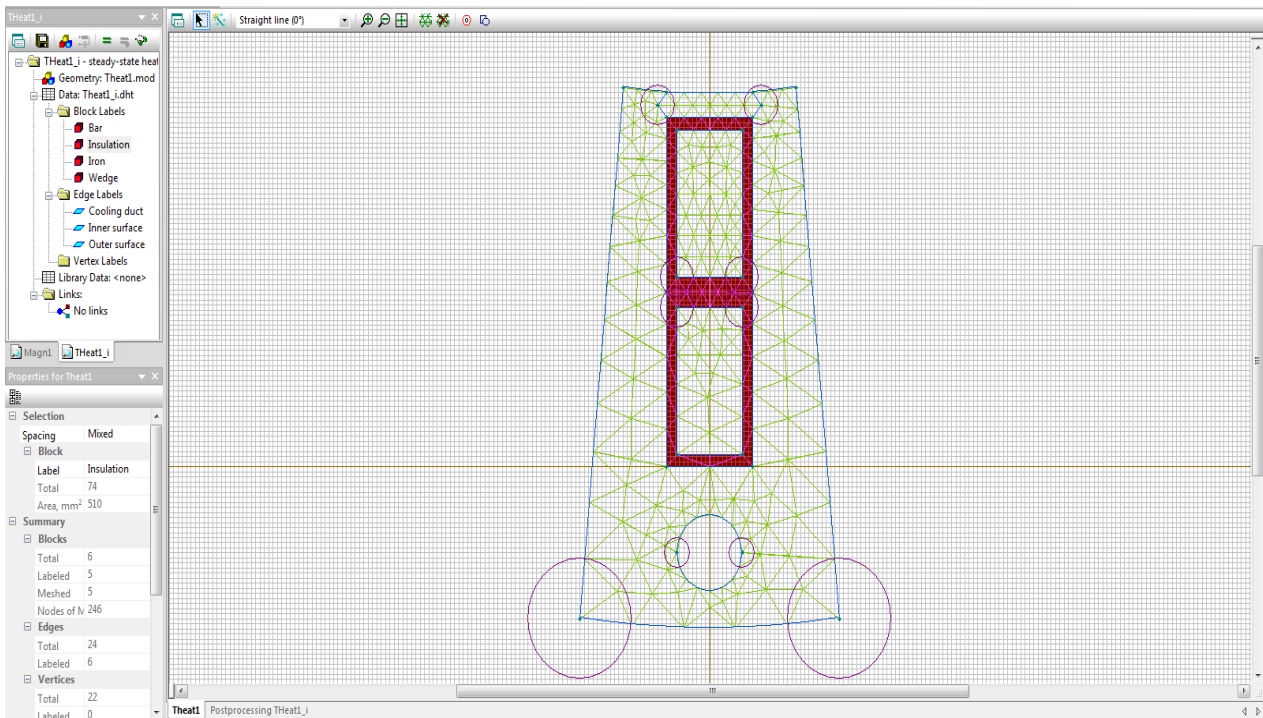 THeat1_i
Straight line (0°)
THeat1_i - steady-state heat
Geometry: Theat1.mod
Data: Theat1_i.dht
Block Labels
Bar
Insulation
Iron
Wedge
Edge Labels
Cooling duct
Inner surface
Outer surface
Vertex Labels
Library Data: <none>
Links:
No links
Magn1 THeat1_i
Properties for Theat1
Selection
Spacing Mixed
Block
Label Insulation
Total 74
Area, mm² 510
Summary
Blocks
Total 6
Labeled 5
Meshed 5
Nodes of M 246
Edges
Total 24
Labeled 6
Vertices
Total 22
Labeled 0
Theat1 Postprocessing THeat1_i